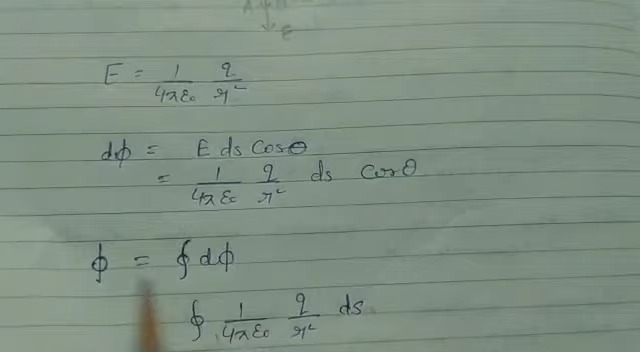 E
E = 1/4πε₀ q/r²
dφ = E ds Cosθ
= 1/4πε₀ q/r² ds cosθ
φ = ∮ dφ
∮ 1/4πε₀ q/r² ds